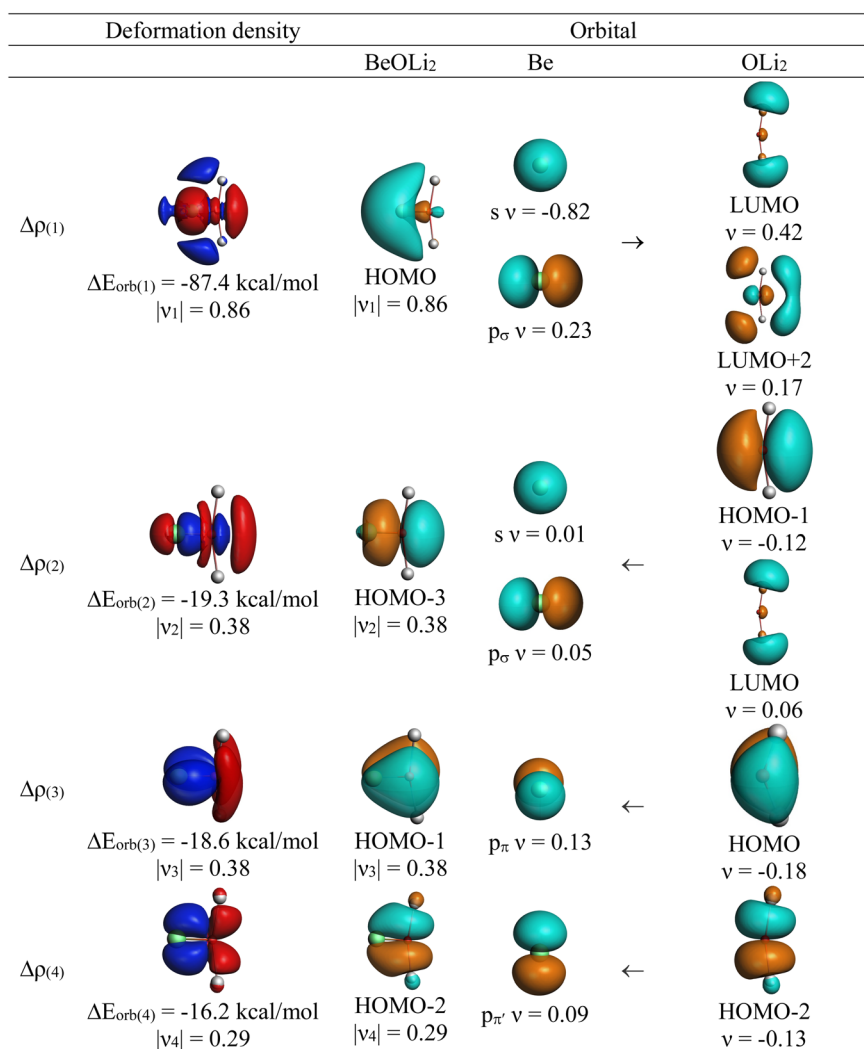 Deformation density Orbital
BeOLi₂ Be OLi₂
Δρ(1)
ΔEorb(1) = -87.4 kcal/mol
|ν₁| = 0.86
HOMO
|ν₁| = 0.86
s ν = -0.82
pσ ν = 0.23
→
LUMO
ν = 0.42
LUMO+2
ν = 0.17
Δρ(2)
ΔEorb(2) = -19.3 kcal/mol
|ν₂| = 0.38
HOMO-3
|ν₂| = 0.38
s ν = 0.01
pσ ν = 0.05
←
HOMO-1
ν = -0.12
LUMO
ν = 0.06
Δρ(3)
ΔEorb(3) = -18.6 kcal/mol
|ν₃| = 0.38
HOMO-1
|ν₃| = 0.38
pπ ν = 0.13
←
HOMO
ν = -0.18
Δρ(4)
ΔEorb(4) = -16.2 kcal/mol
|ν₄| = 0.29
HOMO-2
|ν₄| = 0.29
pπ′ ν = 0.09
←
HOMO-2
ν = -0.13